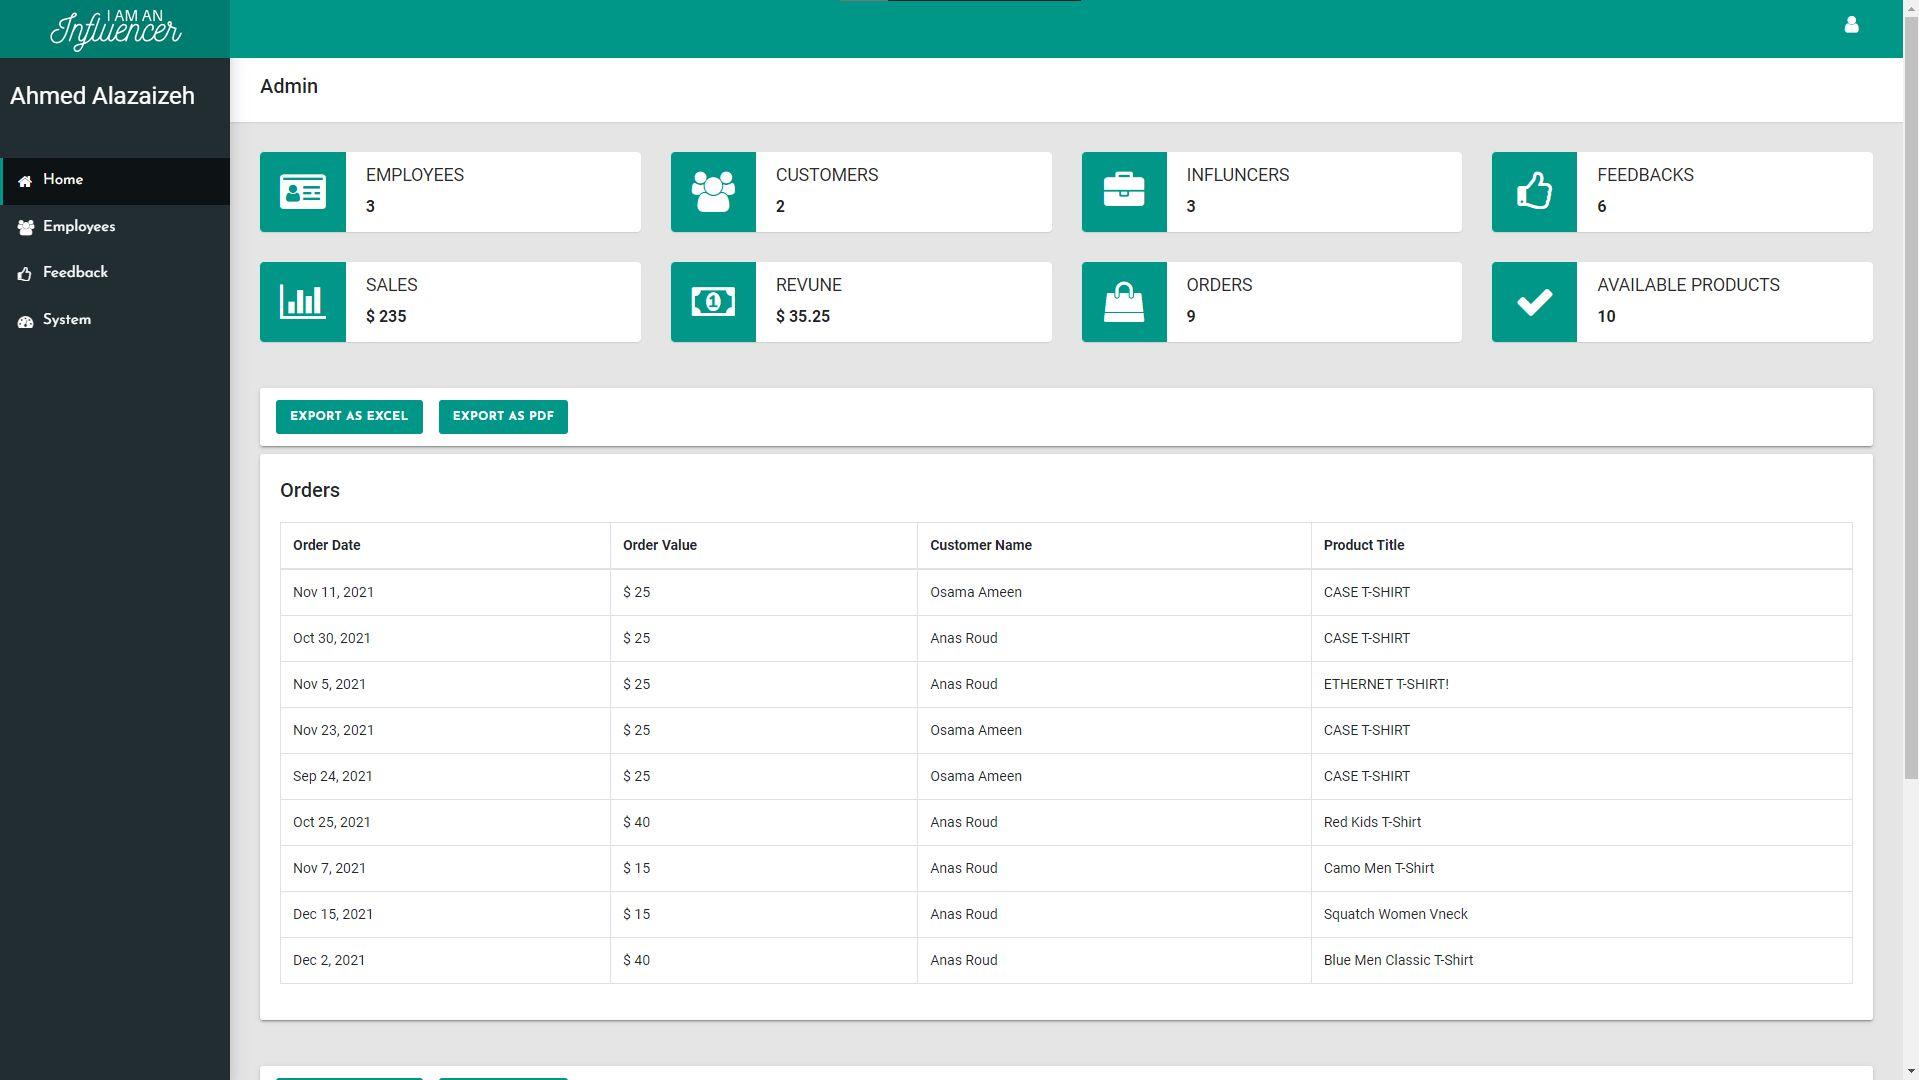 I AM AN
Influencer
Ahmed Alazaizeh
Home
Employees
Feedback
System
Admin
EMPLOYEES
3
CUSTOMERS
2
INFLUNCERS
3
FEEDBACKS
6
SALES
$ 235
REVUNE
$ 35.25
ORDERS
9
AVAILABLE PRODUCTS
10
EXPORT AS EXCEL EXPORT AS PDF
Orders
Order Date Order Value Customer Name Product Title
Nov 11, 2021 $ 25 Osama Ameen CASE T-SHIRT
Oct 30, 2021 $ 25 Anas Roud CASE T-SHIRT
Nov 5, 2021 $ 25 Anas Roud ETHERNET T-SHIRT!
Nov 23, 2021 $ 25 Osama Ameen CASE T-SHIRT
Sep 24, 2021 $ 25 Osama Ameen CASE T-SHIRT
Oct 25, 2021 $ 40 Anas Roud Red Kids T-Shirt
Nov 7, 2021 $ 15 Anas Roud Camo Men T-Shirt
Dec 15, 2021 $ 15 Anas Roud Squatch Women Vneck
Dec 2, 2021 $ 40 Anas Roud Blue Men Classic T-Shirt